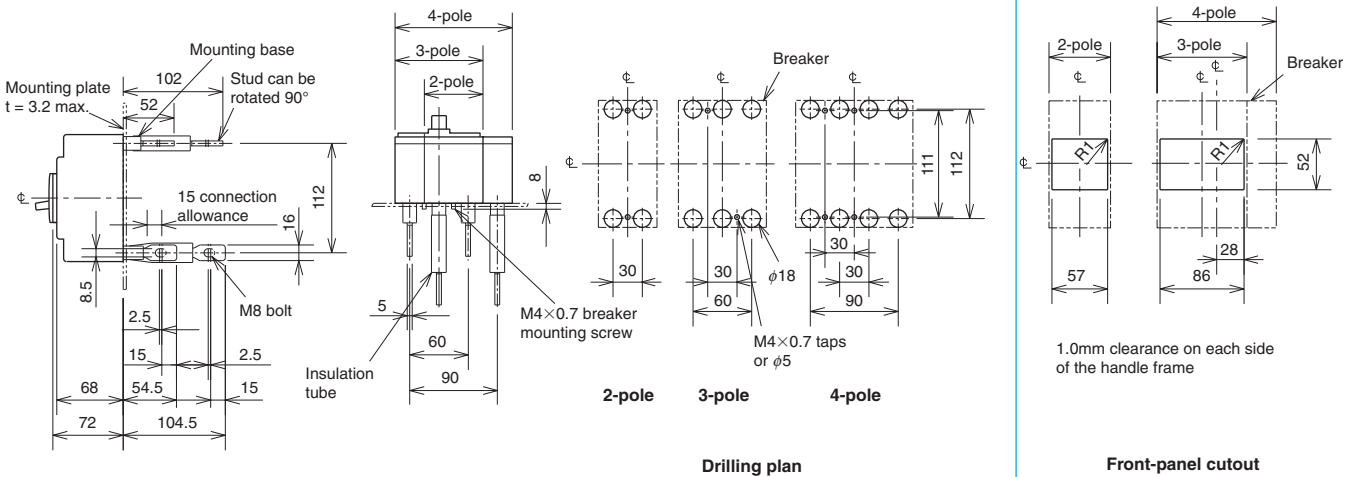 Mounting base
Mounting plate
t = 3.2 max.
102
52
Stud can be
rotated 90°
℄
15 connection
allowance
112
16
8.5
M8 bolt
2.5
15
2.5
68
54.5
15
72
104.5
4-pole
3-pole
2-pole
8
5
60
90
Insulation
tube
M4×0.7 breaker
mounting screw
Breaker
℄
℄
℄
℄
111
112
30
30
60
30
30
90
φ18
M4×0.7 taps
or φ5
2-pole
3-pole
4-pole
Drilling plan
4-pole
2-pole
3-pole
℄
℄
℄
Breaker
℄
R1
R1
52
28
57
86
1.0mm clearance on each side
of the handle frame
Front-panel cutout